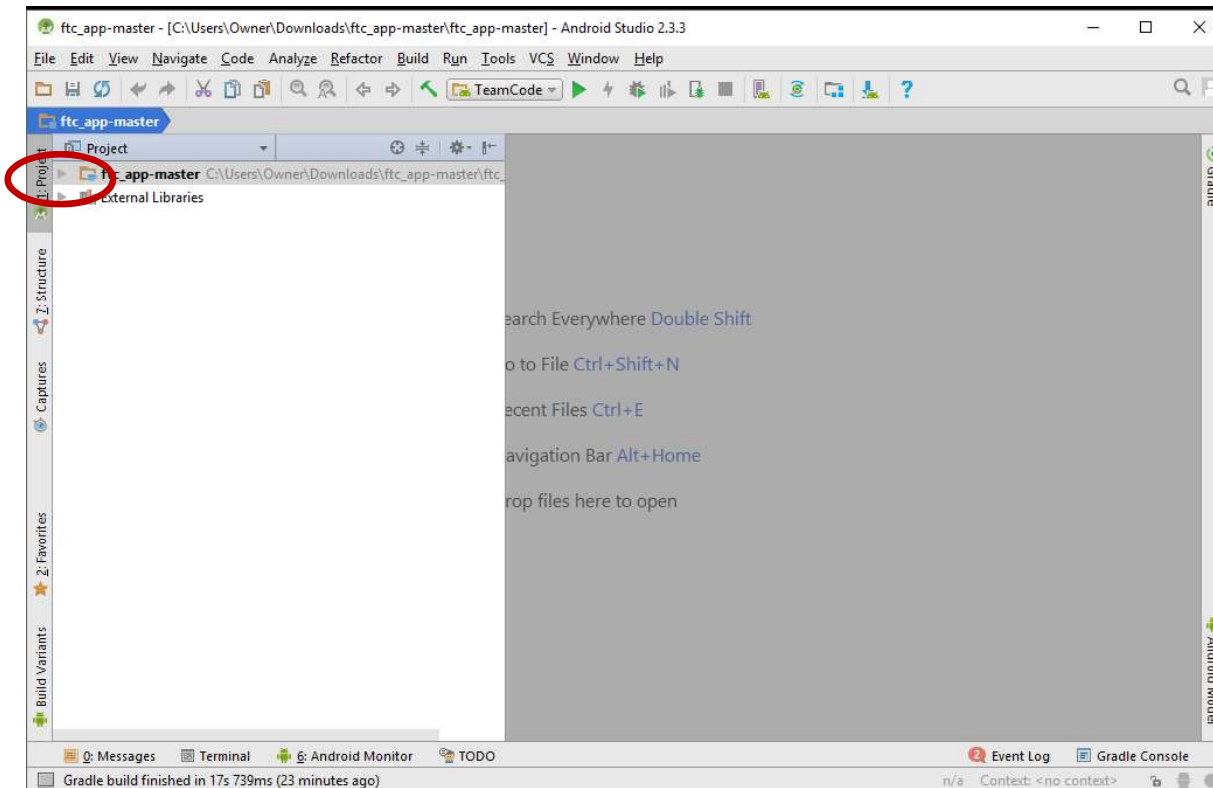 ftc_app-master - [C:\Users\Owner\Downloads\ftc_app-master\ftc_app-master] - Android Studio 2.3.3
File Edit View Navigate Code Analyze Refactor Build Run Tools VCS Window Help
TeamCode
ftc_app-master
Project
ftc_app-master C:\Users\Owner\Downloads\ftc_app-master\ftc_
External Libraries
1: Project
7: Structure
Captures
2: Favorites
Build Variants
earch Everywhere Double Shift
o to File Ctrl+Shift+N
ecent Files Ctrl+E
avigation Bar Alt+Home
rop files here to open
Gradle
Android Model
0: Messages Terminal 6: Android Monitor TODO 2 Event Log Gradle Console
Gradle build finished in 17s 739ms (23 minutes ago) n/a Context: <no context>